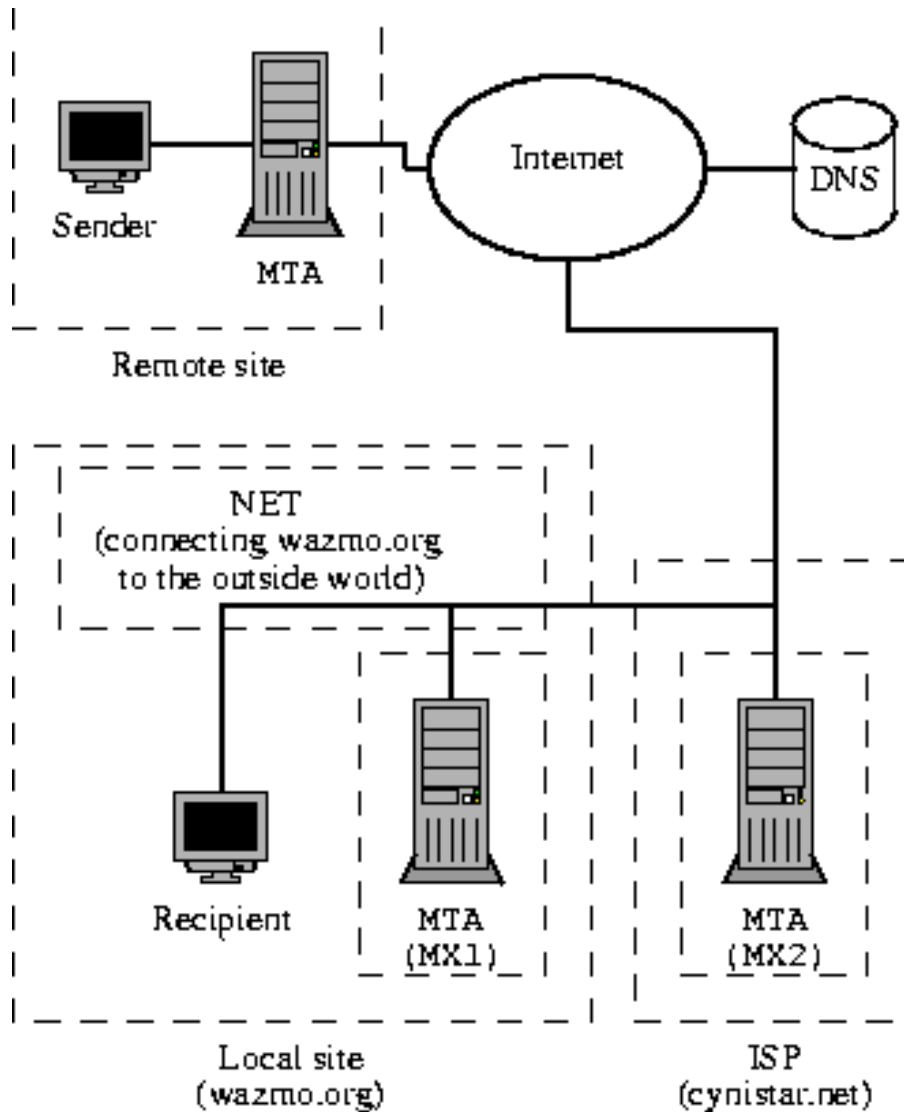 Internet
DNS
Sender
MTA
Remote site
NET
(connecting wazmo.org
to the outside world)
Recipient
MTA
(MX1)
MTA
(MX2)
Local site
(wazmo.org)
ISP
(cynistar.net)